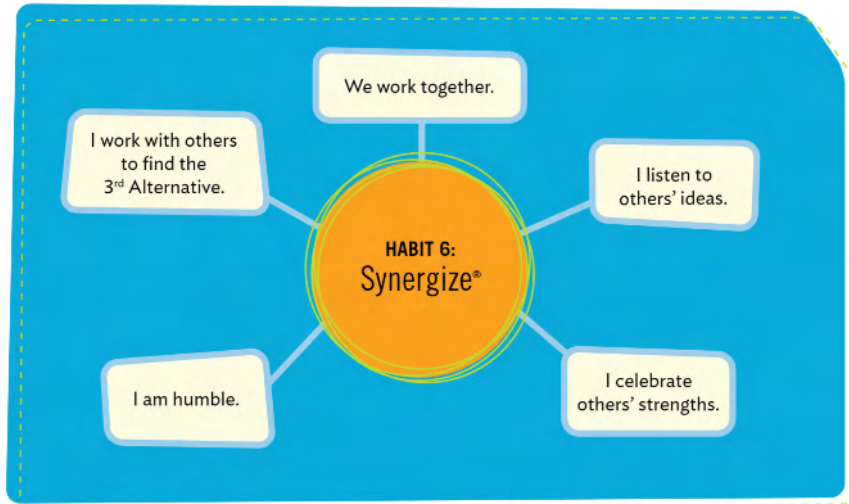 We work together.
I work with others
to find the
3rd Alternative.
I listen to
others’ ideas.
HABIT 6:
Synergize®
I am humble.
I celebrate
others’ strengths.